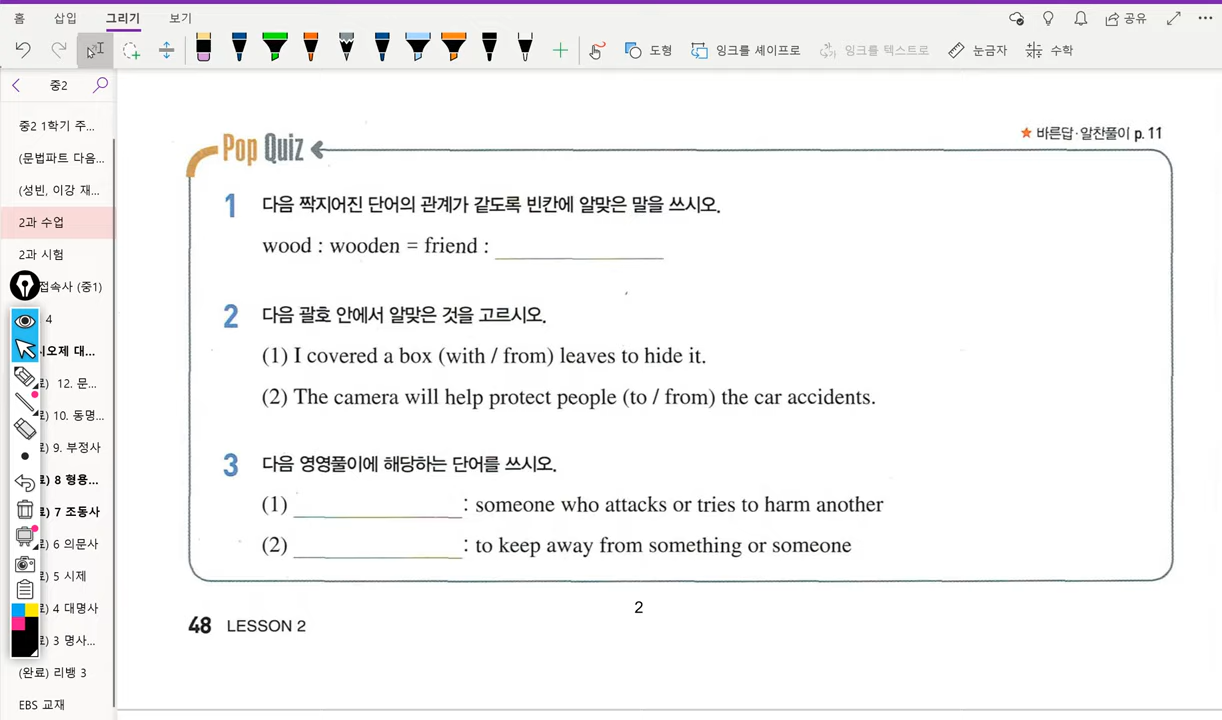 홈 삽입 그리기 보기
공유
도형 잉크를 셰이프로 잉크를 텍스트로 눈금자 수학
중2
중2 1학기 주...
(문법파트 다음...
(성빈, 이강 재...
2과 수업
2과 시험
접속사 (중1)
4
오제 대...
12. 문...
10. 동명...
9. 부정사
8 형용...
7 조동사
6 의문사
5 시제
4 대명사
3 명사...
(완료) 리뱅 3
EBS 교재
Pop Quiz
★ 바른답·알찬풀이 p. 11
1 다음 짝지어진 단어의 관계가 같도록 빈칸에 알맞은 말을 쓰시오.
wood : wooden = friend :
2 다음 괄호 안에서 알맞은 것을 고르시오.
(1) I covered a box (with / from) leaves to hide it.
(2) The camera will help protect people (to / from) the car accidents.
3 다음 영영풀이에 해당하는 단어를 쓰시오.
(1) : someone who attacks or tries to harm another
(2) : to keep away from something or someone
2
48 LESSON 2